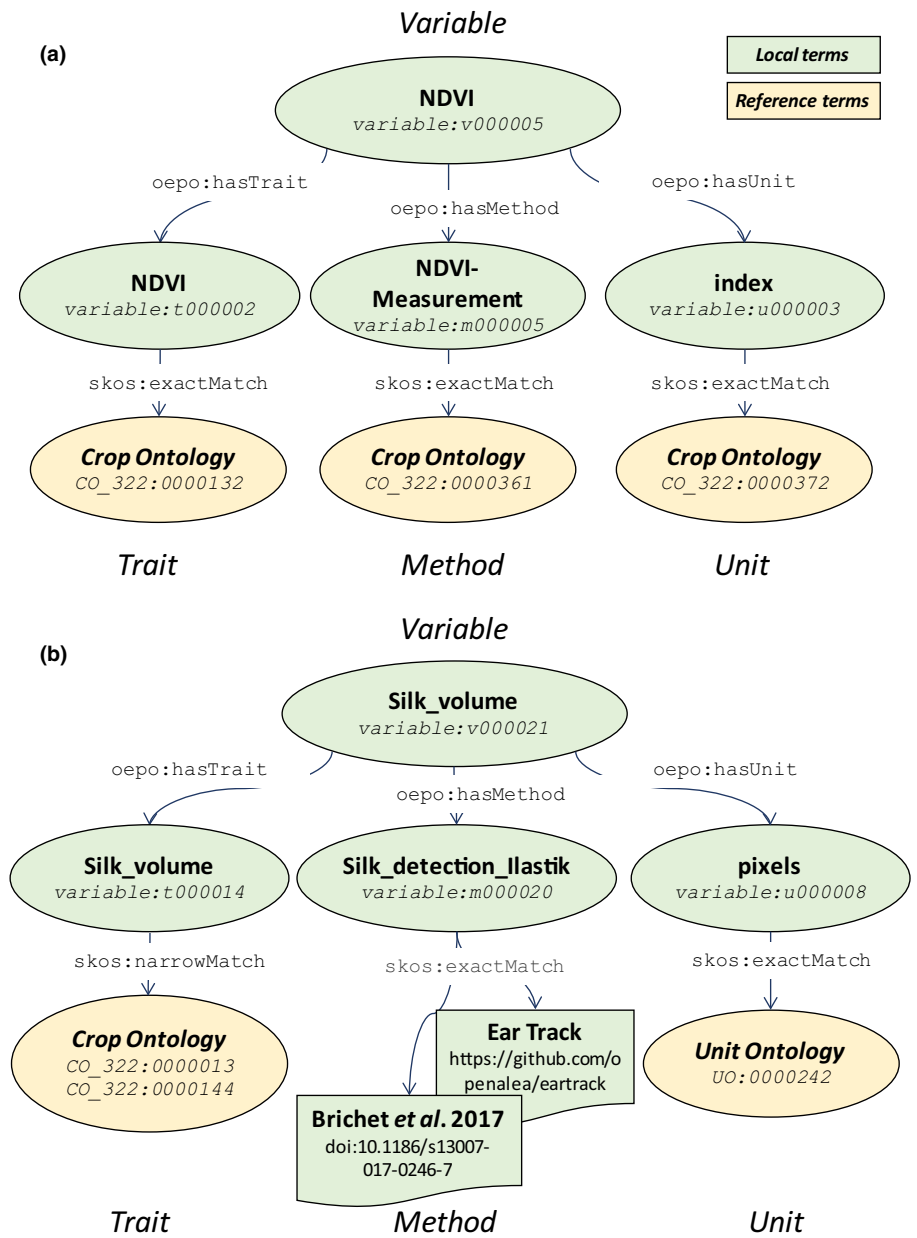 Variable
(a)
Local terms
Reference terms
NDVI
variable:v000005
oepo:hasTrait
oepo:hasMethod
oepo:hasUnit
NDVI
variable:t000002
NDVI-
Measurement
variable:m000005
index
variable:u000003
skos:exactMatch
skos:exactMatch
skos:exactMatch
Crop Ontology
CO_322:0000132
Crop Ontology
CO_322:0000361
Crop Ontology
CO_322:0000372
Trait
Method
Unit
Variable
(b)
Silk_volume
variable:v000021
oepo:hasTrait
oepo:hasMethod
oepo:hasUnit
Silk_volume
variable:t000014
Silk_detection_Ilastik
variable:m000020
pixels
variable:u000008
skos:narrowMatch
skos:exactMatch
skos:exactMatch
Crop Ontology
CO_322:0000013
CO_322:0000144
Ear Track
https://github.com/o
penalea/eartrack
Brichet et al. 2017
doi:10.1186/s13007-
017-0246-7
Unit Ontology
UO:0000242
Trait
Method
Unit